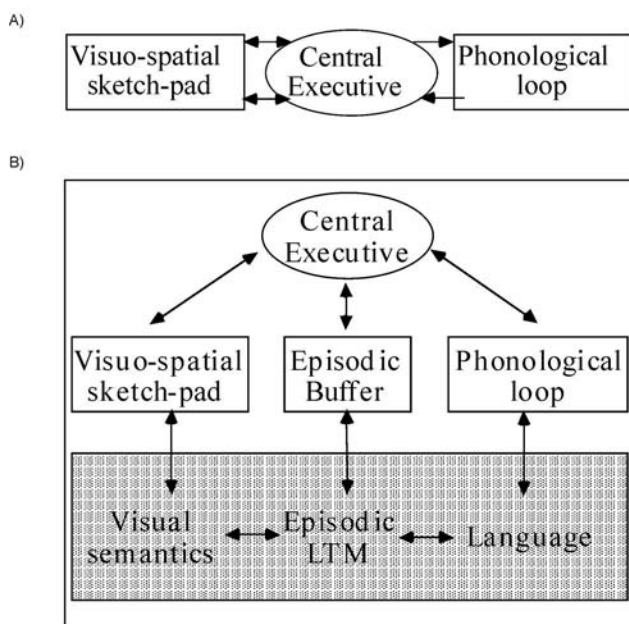 A)
Visuo-spatial Central Phonological
sketch-pad Executive loop
B)
Central
Executive
Visuo-spatial Episodic Phonological
sketch-pad Buffer loop
Visual Episodic Language
semantics LTM